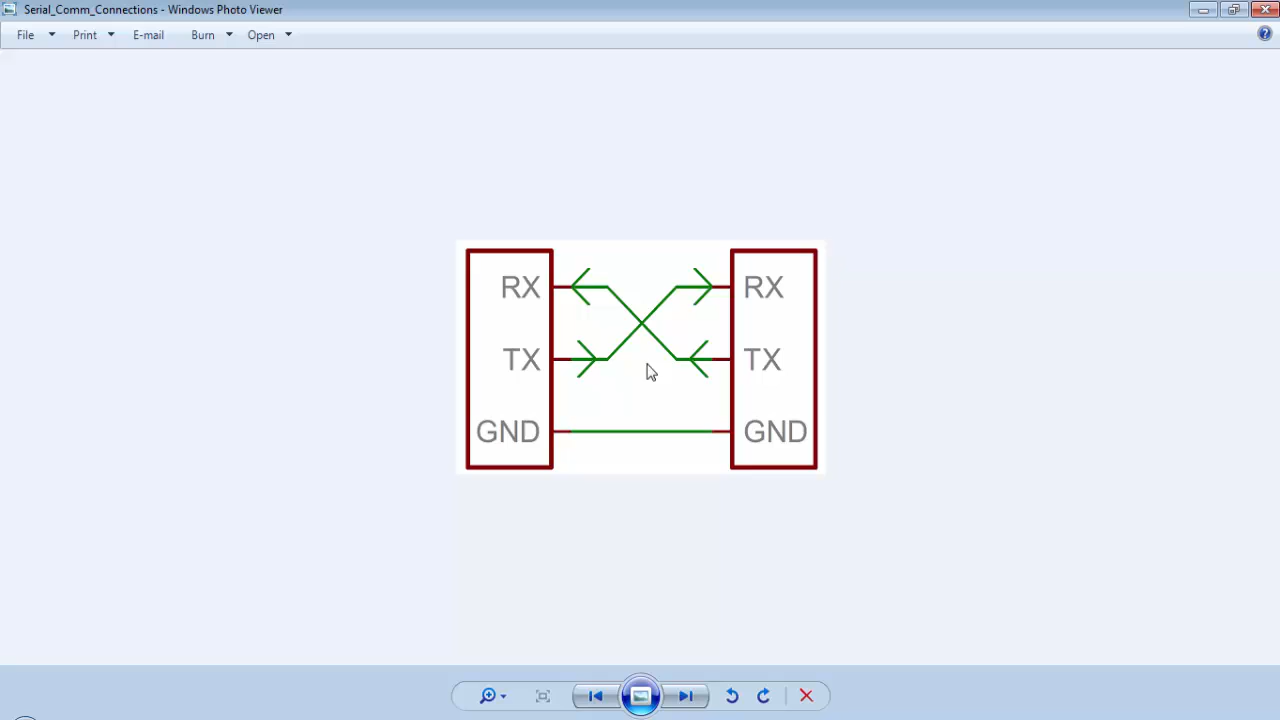 Serial_Comm_Connections - Windows Photo Viewer
File Print E-mail Burn Open
RX RX
TX TX
GND GND